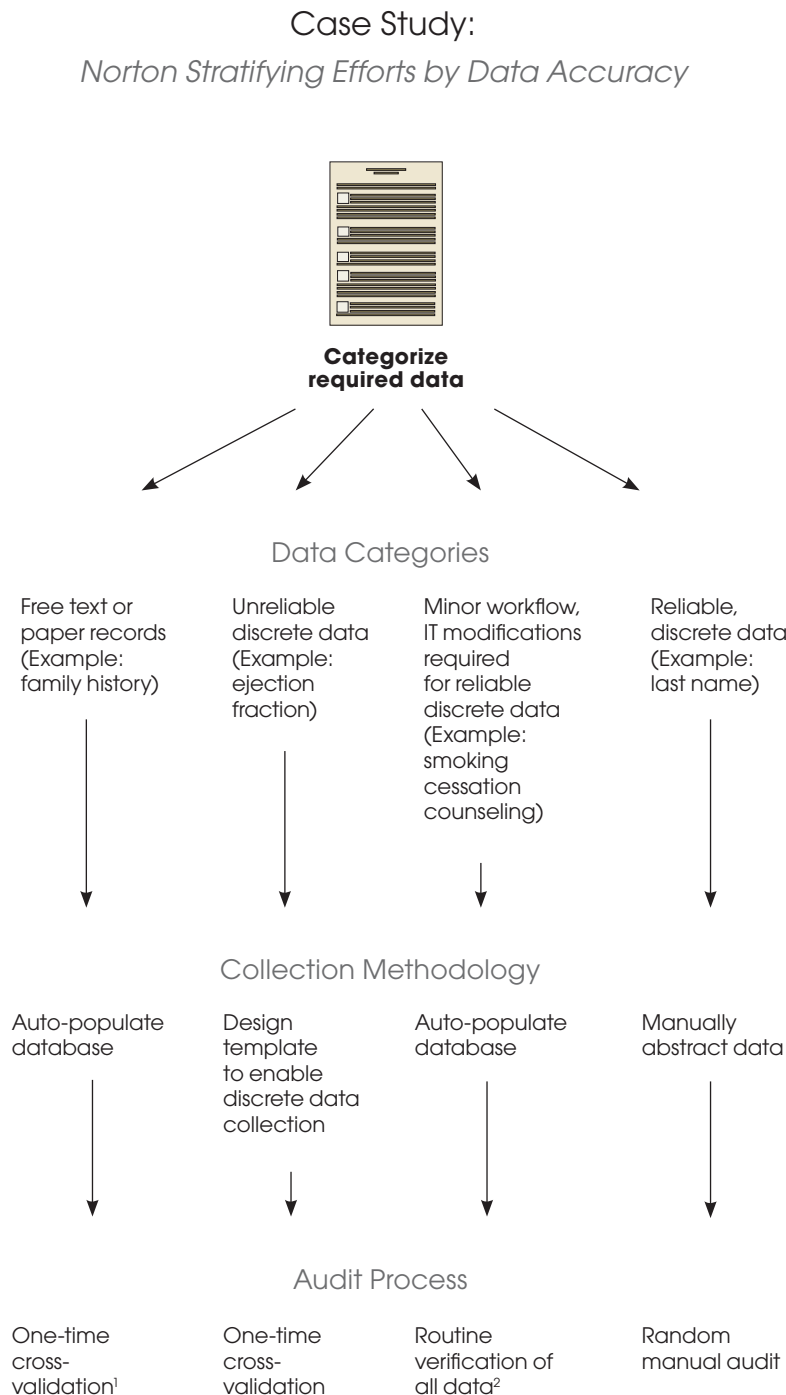 Case Study:
Norton Stratifying Efforts by Data Accuracy
Categorize
required data
Data Categories
Free text or
paper records
(Example:
family history)
Unreliable
discrete data
(Example:
ejection
fraction)
Minor workflow,
IT modifications
required
for reliable
discrete data
(Example:
smoking
cessation
counseling)
Reliable,
discrete data
(Example:
last name)
Collection Methodology
Auto-populate
database
Design
template
to enable
discrete data
collection
Auto-populate
database
Manually
abstract data
Audit Process
One-time
cross-
validation¹
One-time
cross-
validation
Routine
verification of
all data²
Random
manual audit